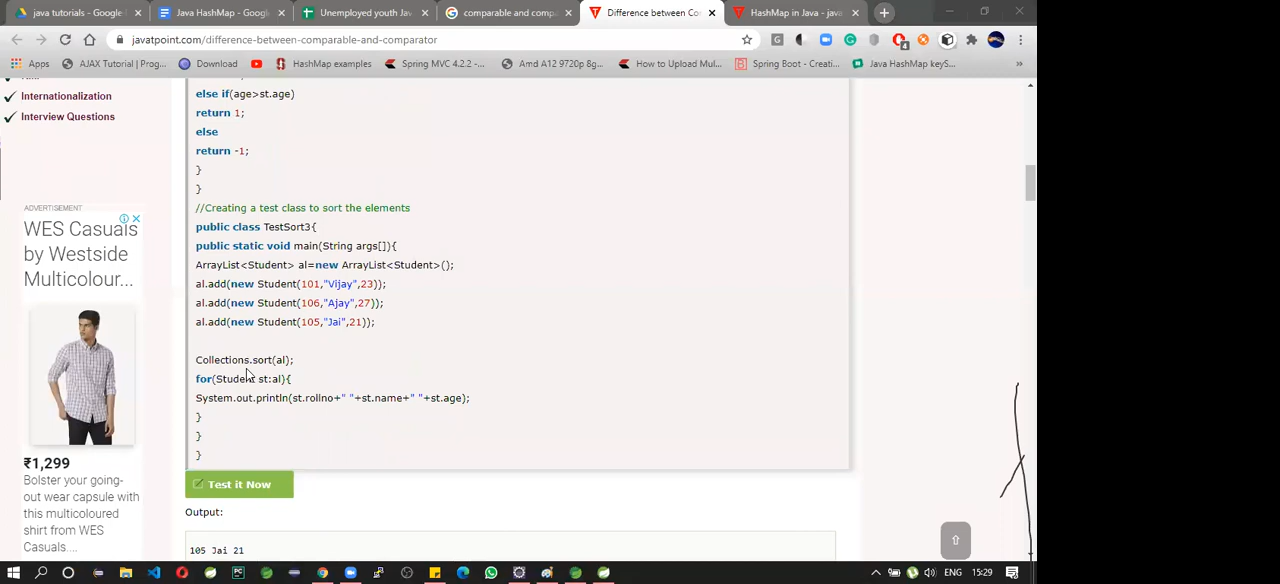 java tutorials - Google
Java HashMap - Goog
Unemployed youth Jav
comparable and comp
Difference between Co
HashMap in Java - java
javatpoint.com/difference-between-comparable-and-comparator
Apps
AJAX Tutorial | Prog...
Download
HashMap examples
Spring MVC 4.2.2 -...
Amd A12 9720p 8g...
How to Upload Mul...
Spring Boot - Creati...
Java HashMap keyS...
Internationalization
Interview Questions
else if(age>st.age)
return 1;
else
return -1;
}
}
//Creating a test class to sort the elements
public class TestSort3{
public static void main(String args[]){
ArrayList<Student> al=new ArrayList<Student>();
al.add(new Student(101,"Vijay",23));
al.add(new Student(106,"Ajay",27));
al.add(new Student(105,"Jai",21));
Collections.sort(al);
for(Student st:al){
System.out.println(st.rollno+" "+st.name+" "+st.age);
}
}
}
ADVERTISEMENT
WES Casuals
by Westside
Multicolour...
₹1,299
Bolster your going-
out wear capsule with
this multicoloured
shirt from WES
Casuals....
Test it Now
Output:
105 Jai 21
ENG
15:29